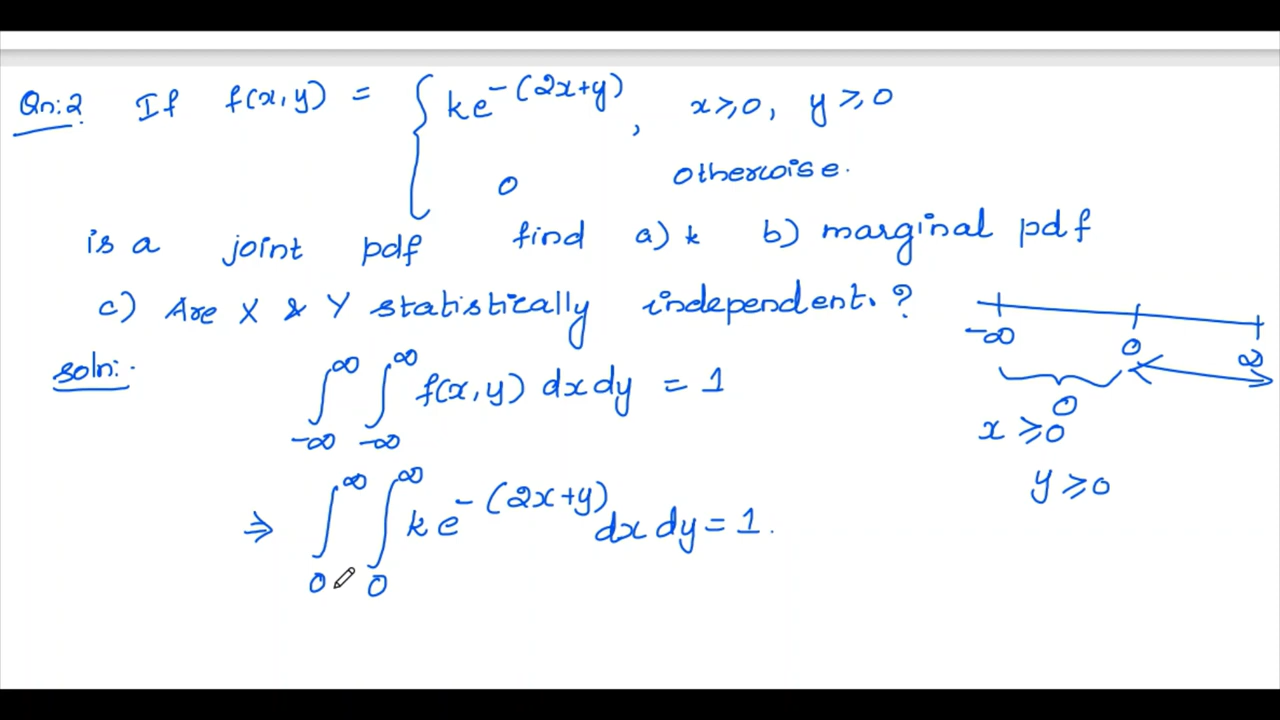 Qn:2 If f(x,y) = { ke^-(2x+y), x≥0, y≥0
0 otherwise.
is a joint pdf find a) k b) marginal pdf
c) Are X & Y statistically independent. ?
-∞ 0 ∞
0
x≥0
y≥0
soln:-
∫_{-∞}^{∞} ∫_{-∞}^{∞} f(x,y) dx dy = 1
⇒ ∫_0^∞ ∫_0^∞ k e^-(2x+y) dx dy = 1.